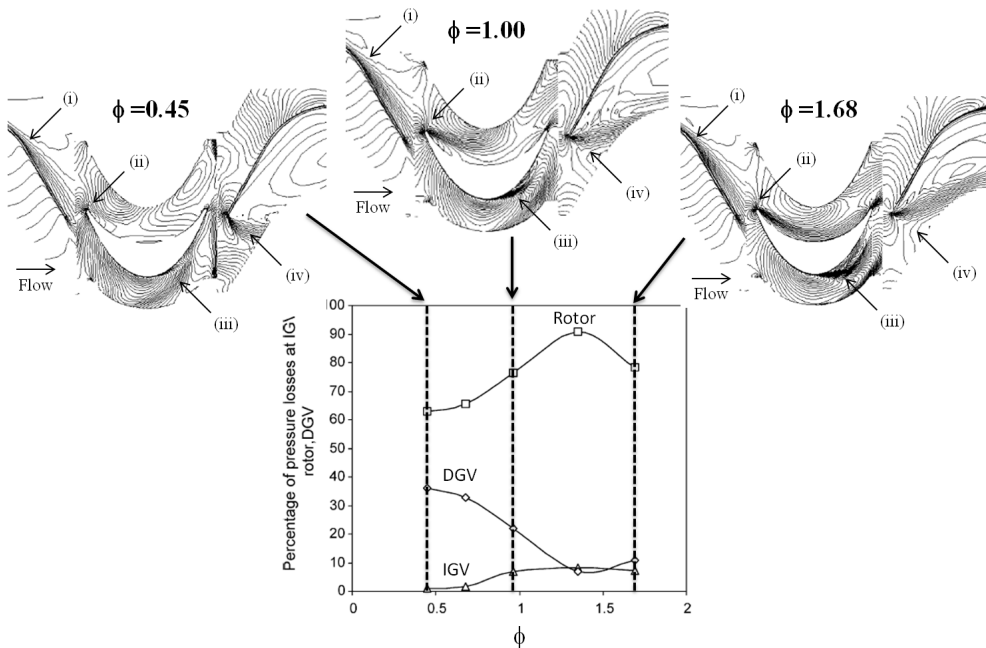 (i)
ϕ =1.00
(ii)
(iv)
(iii)
Flow
(i)
ϕ =0.45
(ii)
(iv)
(iii)
Flow
(i)
ϕ =1.68
(ii)
(iv)
(iii)
Flow
Percentage of pressure losses at IG\
rotor,DGV
00
90
80
70
60
50
40
30
20
10
0
Rotor
DGV
IGV
0
0.5
1
1.5
2
ϕ